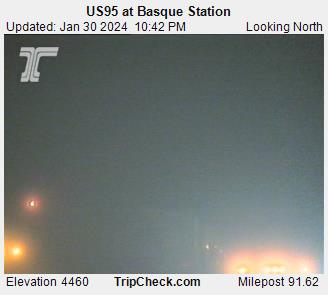 US95 at Basque Station
Updated: Jan 30 2024 10:42 PM Looking North
Elevation 4460 TripCheck.com Milepost 91.62